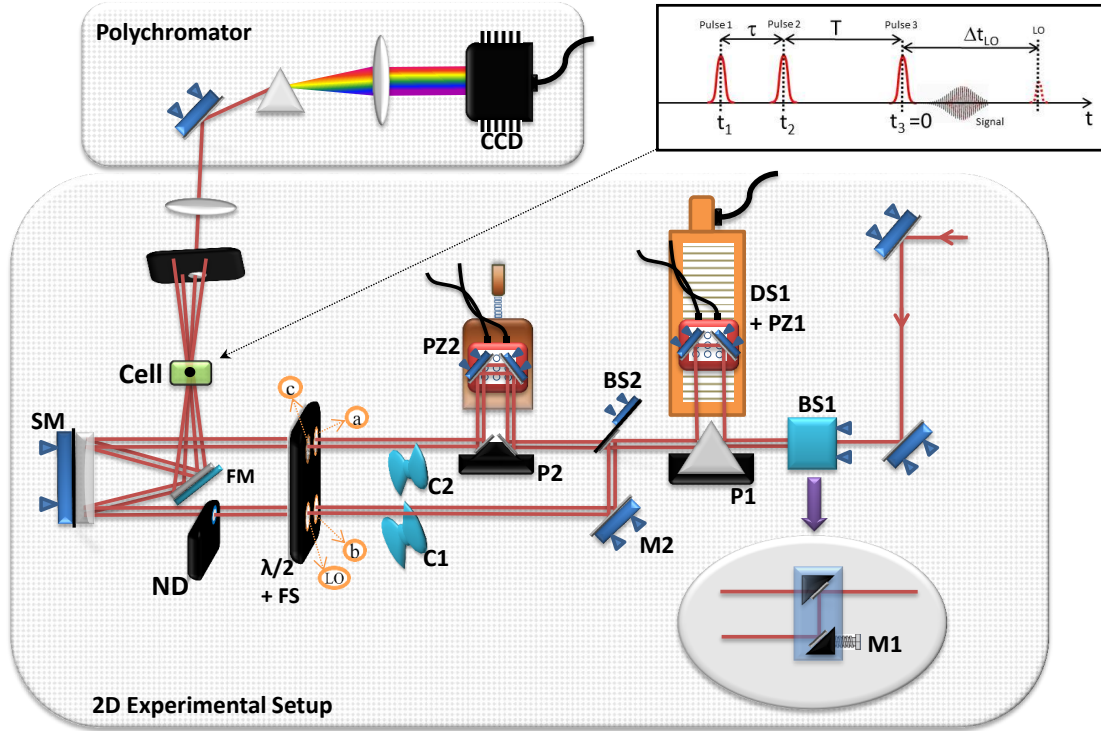 Polychromator
CCD
Pulse 1
Pulse 2
Pulse 3
LO
τ
T
Δt_LO
t_1
t_2
t_3 =0
Signal
t
DS1
+ PZ1
PZ2
Cell
BS2
BS1
SM
c
a
FM
C2
P2
P1
M2
C1
b
LO
ND
λ/2
+ FS
M1
2D Experimental Setup